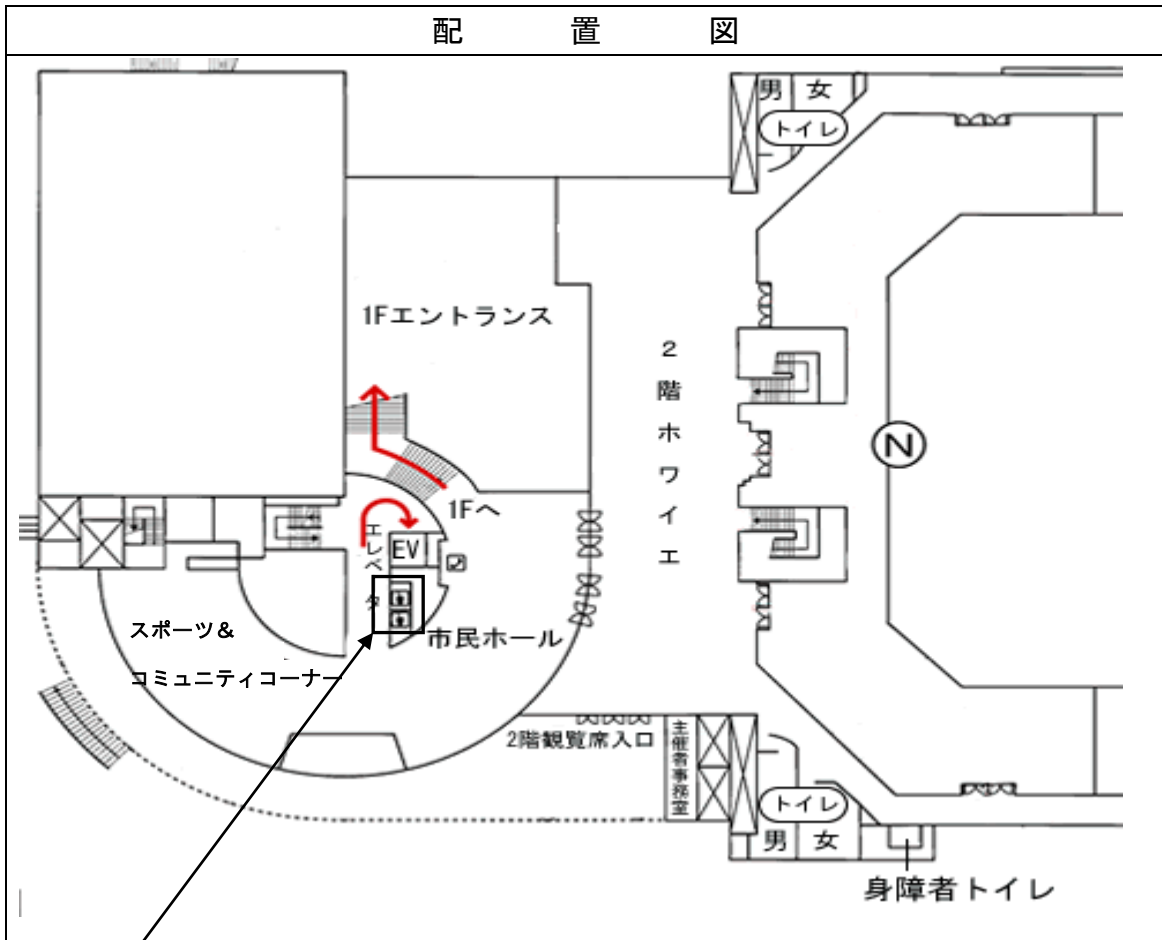 配置図
男 女
トイレ
1Fエントランス
2階ホワイエ
N
1Fへ
エレベタ
EV
市民ホール
スポーツ&
コミュニティコーナー
2階観覧席入口
主催者事務室
トイレ
男 女
身障者トイレ